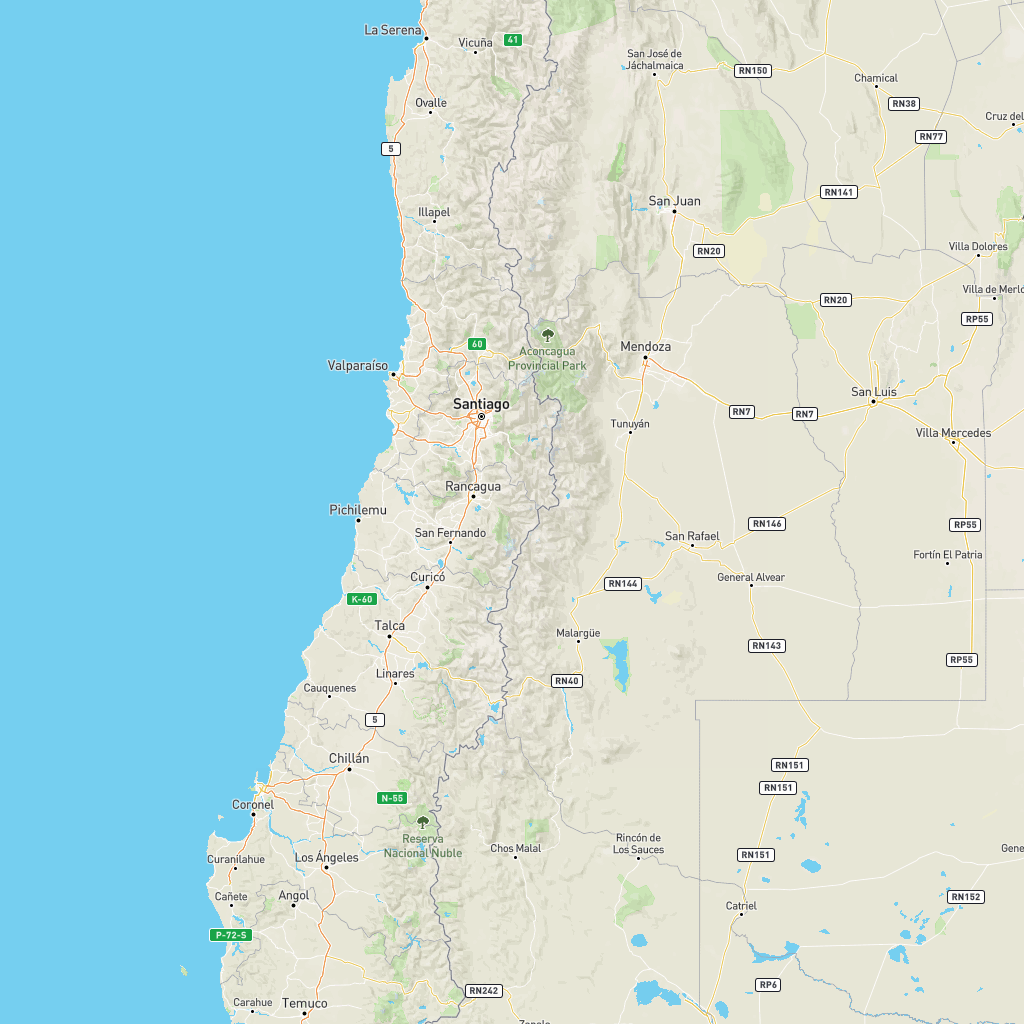 La Serena
Vicuña
41
San José de
Jáchalmaica
RN150
Chamical
RN38
Ovalle
Cruz del
RN77
5
RN141
San Juan
Illapel
RN20
Villa Dolores
Villa de Merlo
RN20
RP55
60
Aconcagua
Provincial Park
Mendoza
Valparaíso
San Luis
Santiago
RN7
RN7
Tunuyán
Villa Mercedes
Rancagua
Pichilemu
RN146
RP55
San Fernando
San Rafael
Fortín El Patria
Curicó
General Alvear
RN144
K-60
Talca
Malargüe
RN143
RP55
Linares
RN40
Cauquenes
5
Chillán
RN151
RN151
N-55
Coronel
Reserva
Nacional Ñuble
Rincón de
Los Sauces
Chos Malal
Gene
Curanilahue
Los Ángeles
RN151
Cañete
Angol
RN152
Catriel
P-72-S
RN242
RP6
Carahue
Temuco